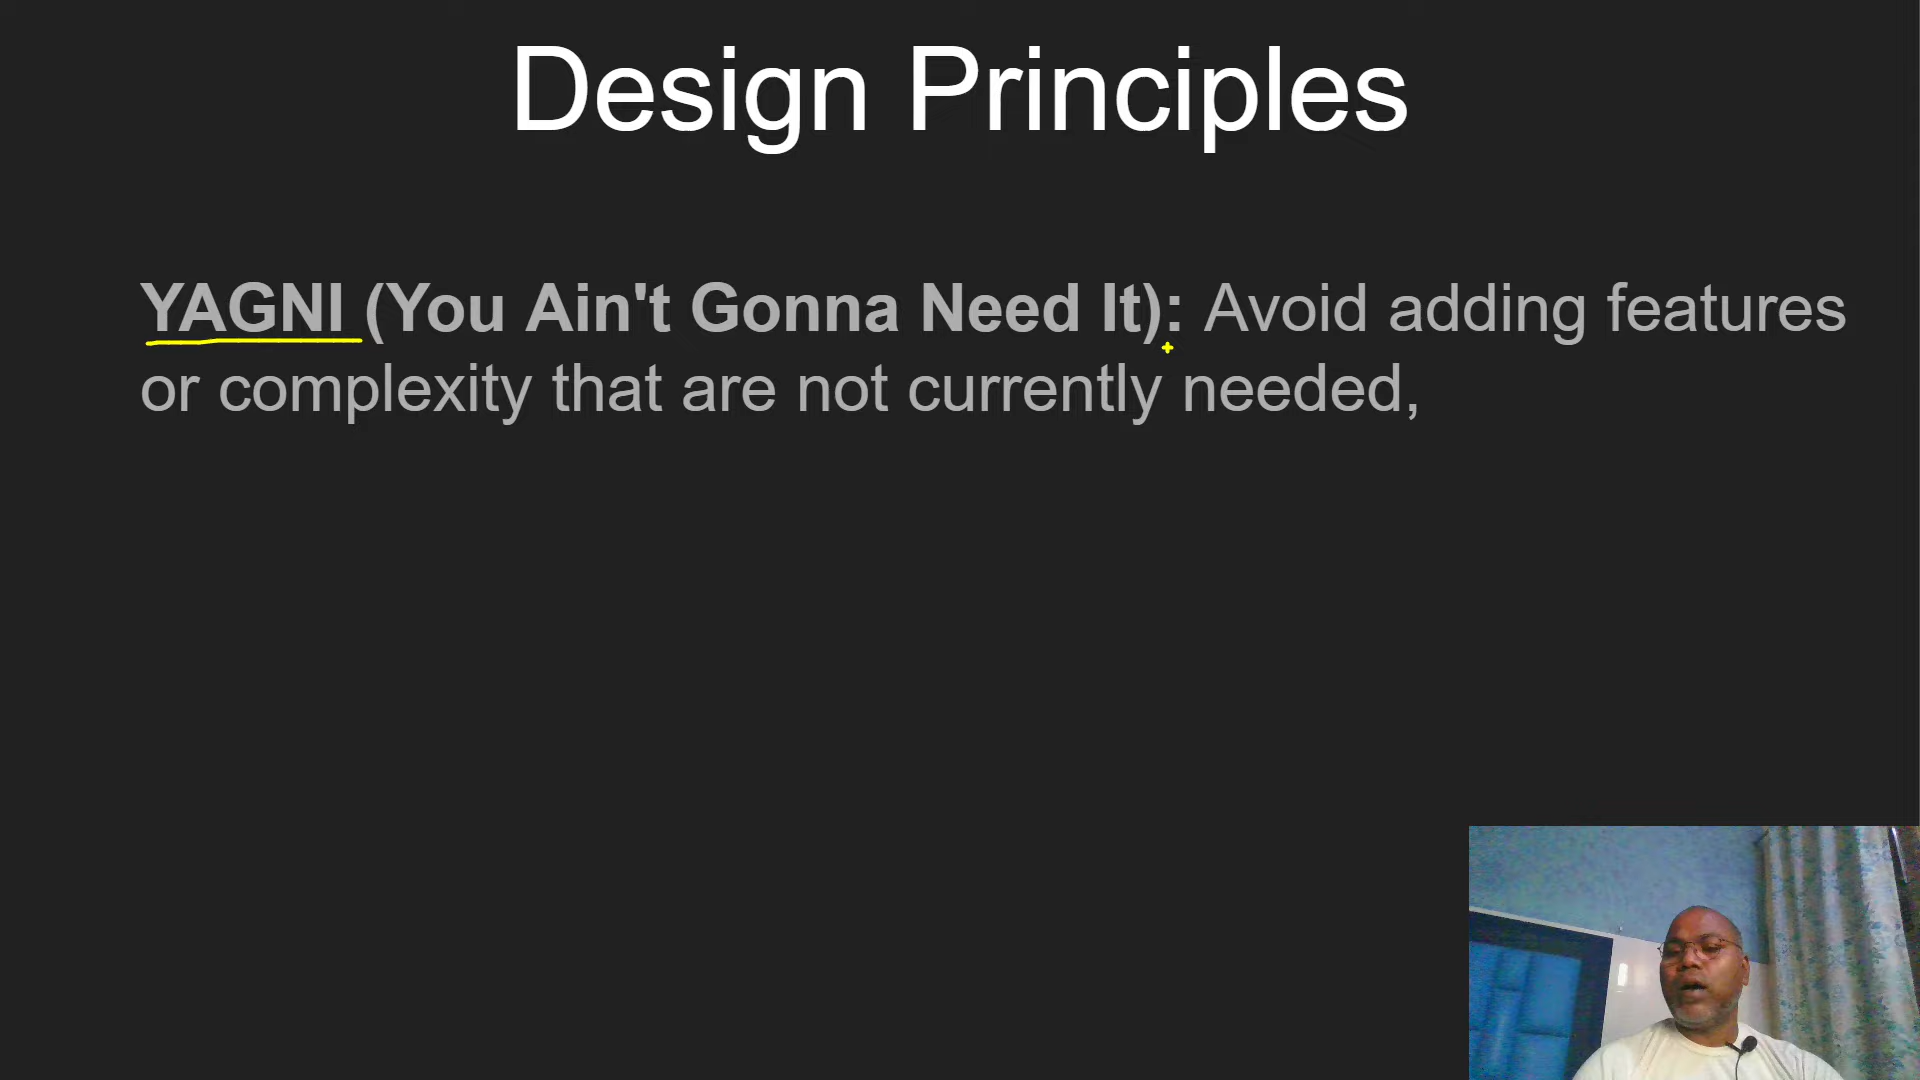 Design Principles
YAGNI (You Ain't Gonna Need It): Avoid adding features
or complexity that are not currently needed,